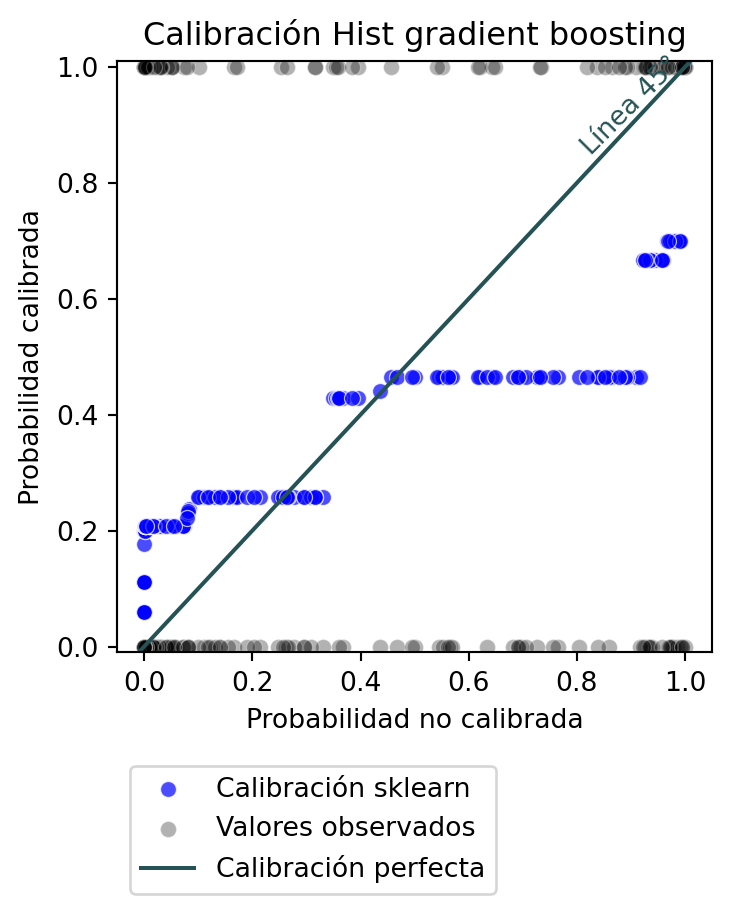 Calibración Hist gradient boosting
1.0
0.8
0.6
0.4
0.2
0.0
Probabilidad calibrada
Línea 45°
0.0 0.2 0.4 0.6 0.8 1.0
Probabilidad no calibrada
Calibración sklearn
Valores observados
Calibración perfecta